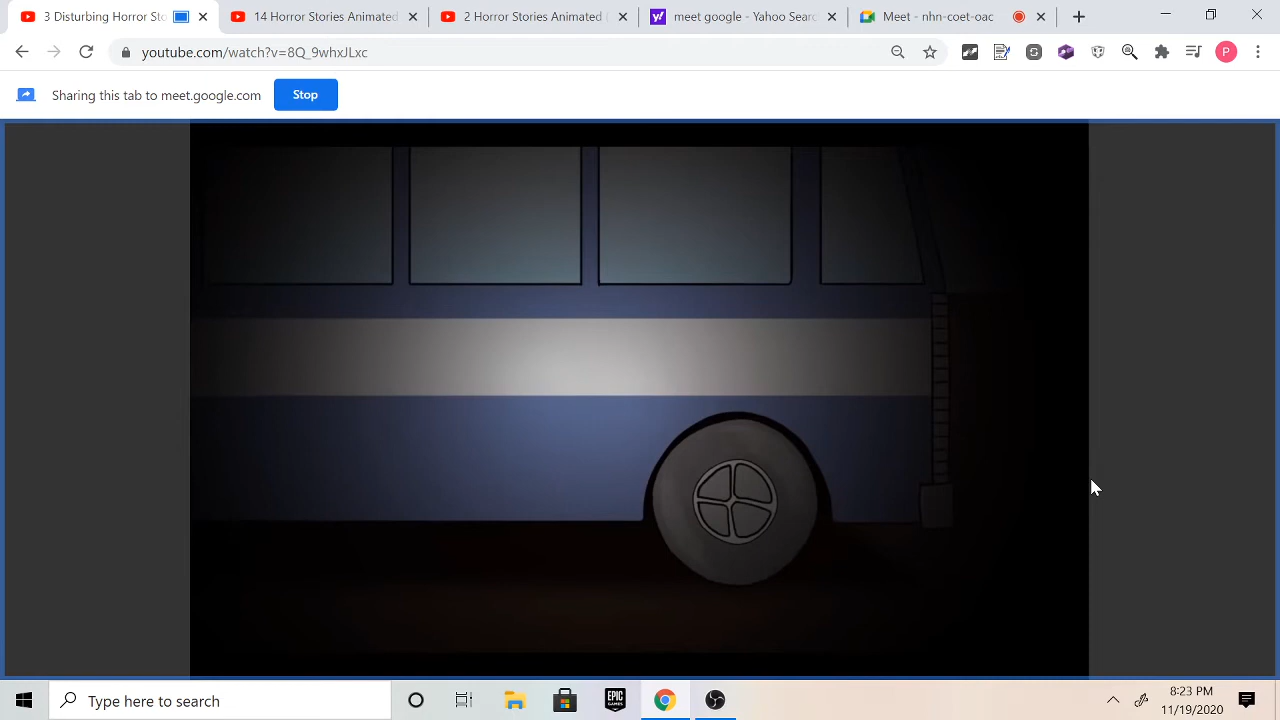 3 Disturbing Horror Sto
14 Horror Stories Animated
2 Horror Stories Animated
meet google - Yahoo Searc
Meet - nhn-coet-oac
youtube.com/watch?v=8Q_9whxJLxc
Sharing this tab to meet.google.com
Stop
Type here to search
EPIC
GAMES
8:23 PM
11/19/2020
P